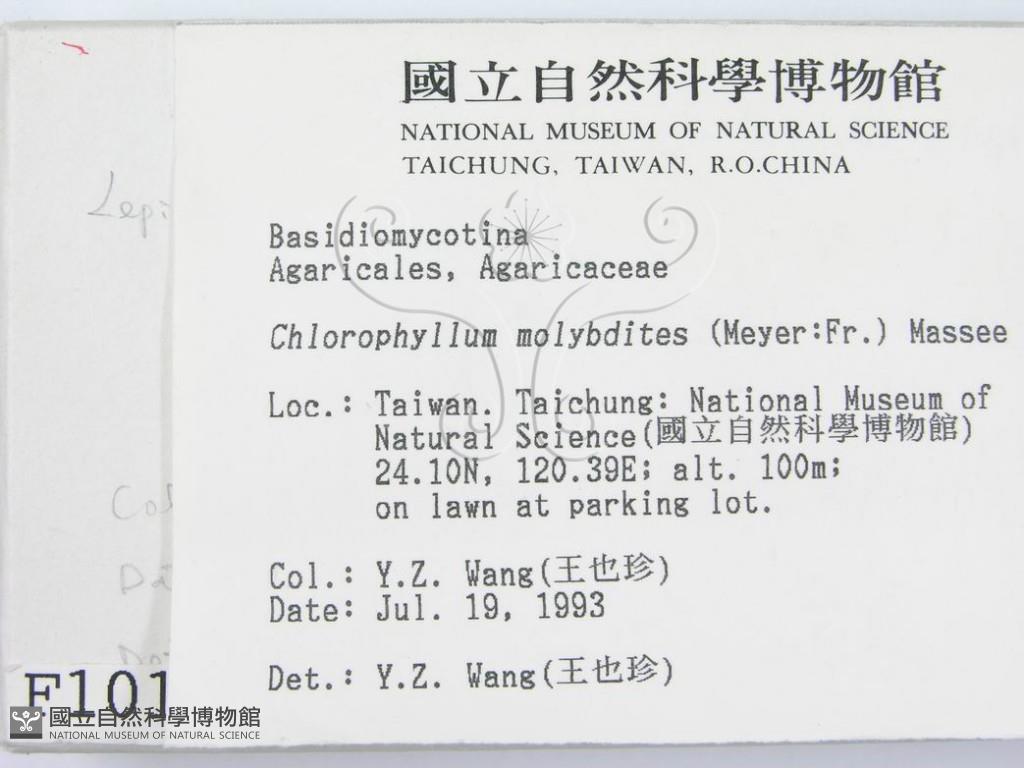 國立自然科學博物館
NATIONAL MUSEUM OF NATURAL SCIENCE
TAICHUNG, TAIWAN, R.O.CHINA
Lepi
Basidiomycotina
Agaricales, Agaricaceae
Chlorophyllum molybdites (Meyer:Fr.) Massee
Loc.: Taiwan. Taichung: National Museum of
Natural Science(國立自然科學博物館)
24.10N, 120.39E; alt. 100m;
on lawn at parking lot.
Col
Col.: Y.Z. Wang(王也珍)
Da
Date: Jul. 19, 1993
Det.: Y.Z. Wang(王也珍)
F101
國立自然科學博物館
NATIONAL MUSEUM OF NATURAL SCIENCE